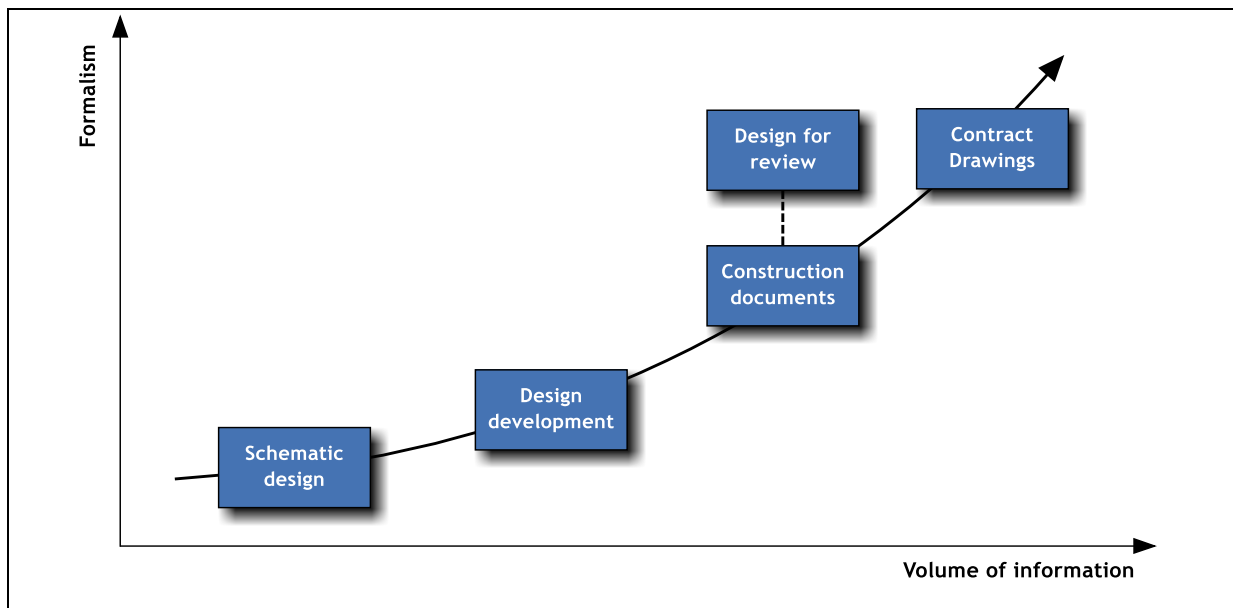 Formalism
Design for
review
Contract
Drawings
Construction
documents
Design
development
Schematic
design
Volume of information